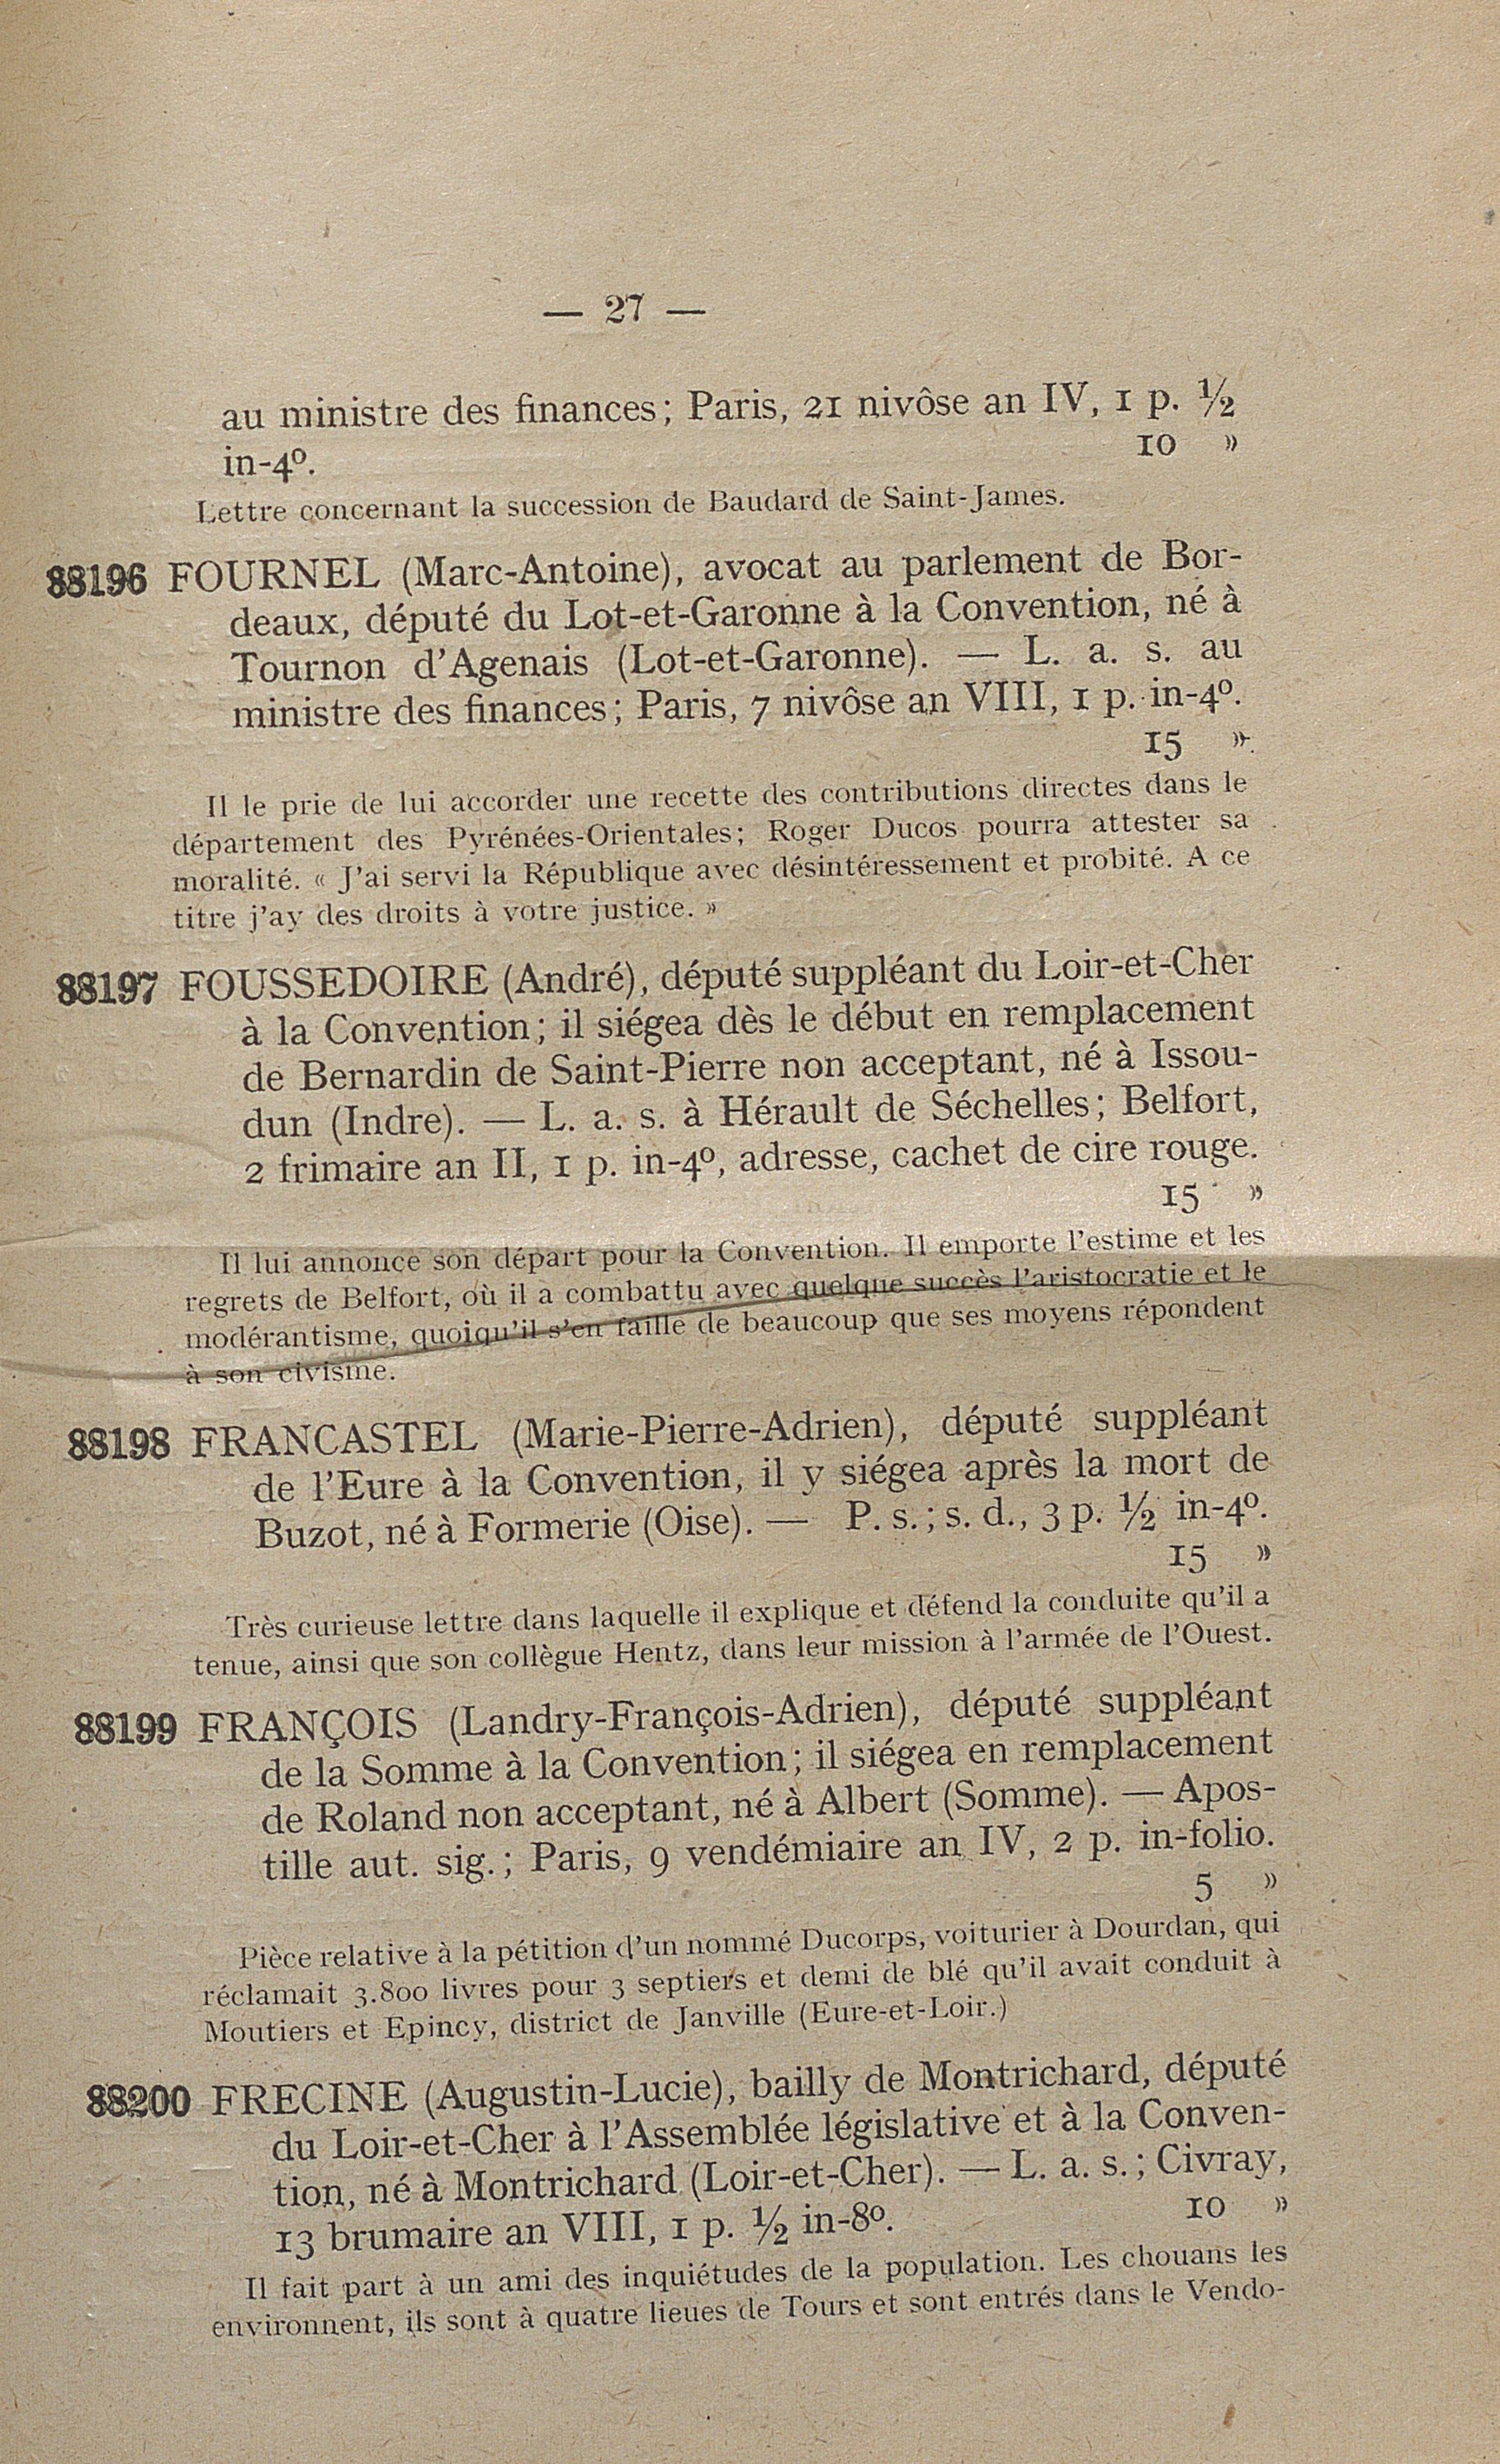 — 27 —
au ministre des finances; Paris, 21 nivôse an IV, 1 p. ½
in-4º. 10 »
Lettre concernant la succession de Baudard de Saint-James.
88196 FOURNEL (Marc-Antoine), avocat au parlement de Bor-
deaux, député du Lot-et-Garonne à la Convention, né à
Tournon d'Agenais (Lot-et-Garonne). — L. a. s. au
ministre des finances; Paris, 7 nivôse an VIII, 1 p. in-4º.
15 »
Il le prie de lui accorder une recette des contributions directes dans le
département des Pyrénées-Orientales; Roger Ducos pourra attester sa
moralité. « J'ai servi la République avec désintéressement et probité. A ce
titre j'ay des droits à votre justice. »
88197 FOUSSEDOIRE (André), député suppléant du Loir-et-Cher
à la Convention; il siégea dès le début en remplacement
de Bernardin de Saint-Pierre non acceptant, né à Issou-
dun (Indre). — L. a. s. à Hérault de Séchelles; Belfort,
2 frimaire an II, 1 p. in-4º, adresse, cachet de cire rouge.
15 »
Il lui annonce son départ pour la Convention. Il emporte l'estime et les
regrets de Belfort, où il a combattu avec quelque succès l'aristocratie et le
modérantisme, quoiqu'il s'en faille de beaucoup que ses moyens répondent
à son civisme.
88198 FRANCASTEL (Marie-Pierre-Adrien), député suppléant
de l'Eure à la Convention, il y siégea après la mort de
Buzot, né à Formerie (Oise). — P. s.; s. d., 3 p. ½ in-4º.
15 »
Très curieuse lettre dans laquelle il explique et défend la conduite qu'il a
tenue, ainsi que son collègue Hentz, dans leur mission à l'armée de l'Ouest.
88199 FRANÇOIS (Landry-François-Adrien), député suppléant
de la Somme à la Convention; il siégea en remplacement
de Roland non acceptant, né à Albert (Somme). — Apos-
tille aut. sig.; Paris, 9 vendémiaire an IV, 2 p. in-folio.
5 »
Pièce relative à la pétition d'un nommé Ducorps, voiturier à Dourdan, qui
réclamait 3.800 livres pour 3 septiers et demi de blé qu'il avait conduit à
Moutiers et Epincy, district de Janville (Eure-et-Loir.)
88200 FRECINE (Augustin-Lucie), bailly de Montrichard, député
du Loir-et-Cher à l'Assemblée législative et à la Conven-
tion, né à Montrichard (Loir-et-Cher). — L. a. s.; Civray,
13 brumaire an VIII, 1 p. ½ in-8º. 10 »
Il fait part à un ami des inquiétudes de la population. Les chouans les
environnent, ils sont à quatre lieues de Tours et sont entrés dans le Vendo-